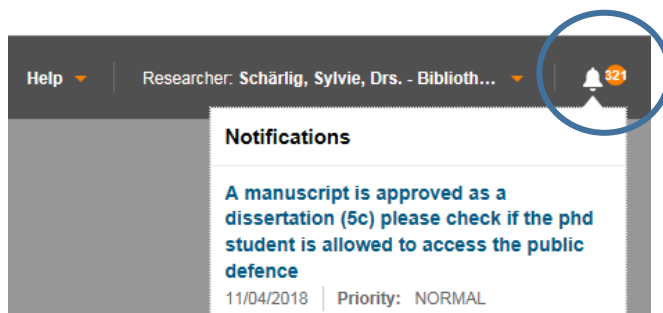 Help
Researcher: Schärlig, Sylvie, Drs. - Biblioth...
321
Notifications
A manuscript is approved as a
dissertation (5c) please check if the phd
student is allowed to access the public
defence
11/04/2018 Priority: NORMAL